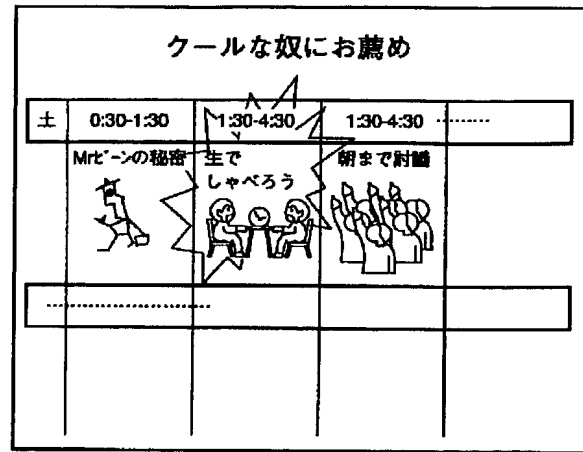 クールな奴にお薦め
土 0:30-1:30 1:30-4:30 1:30-4:30 ………
Mrビーンの秘密 生で 朝まで討議
しゃべろう
………………